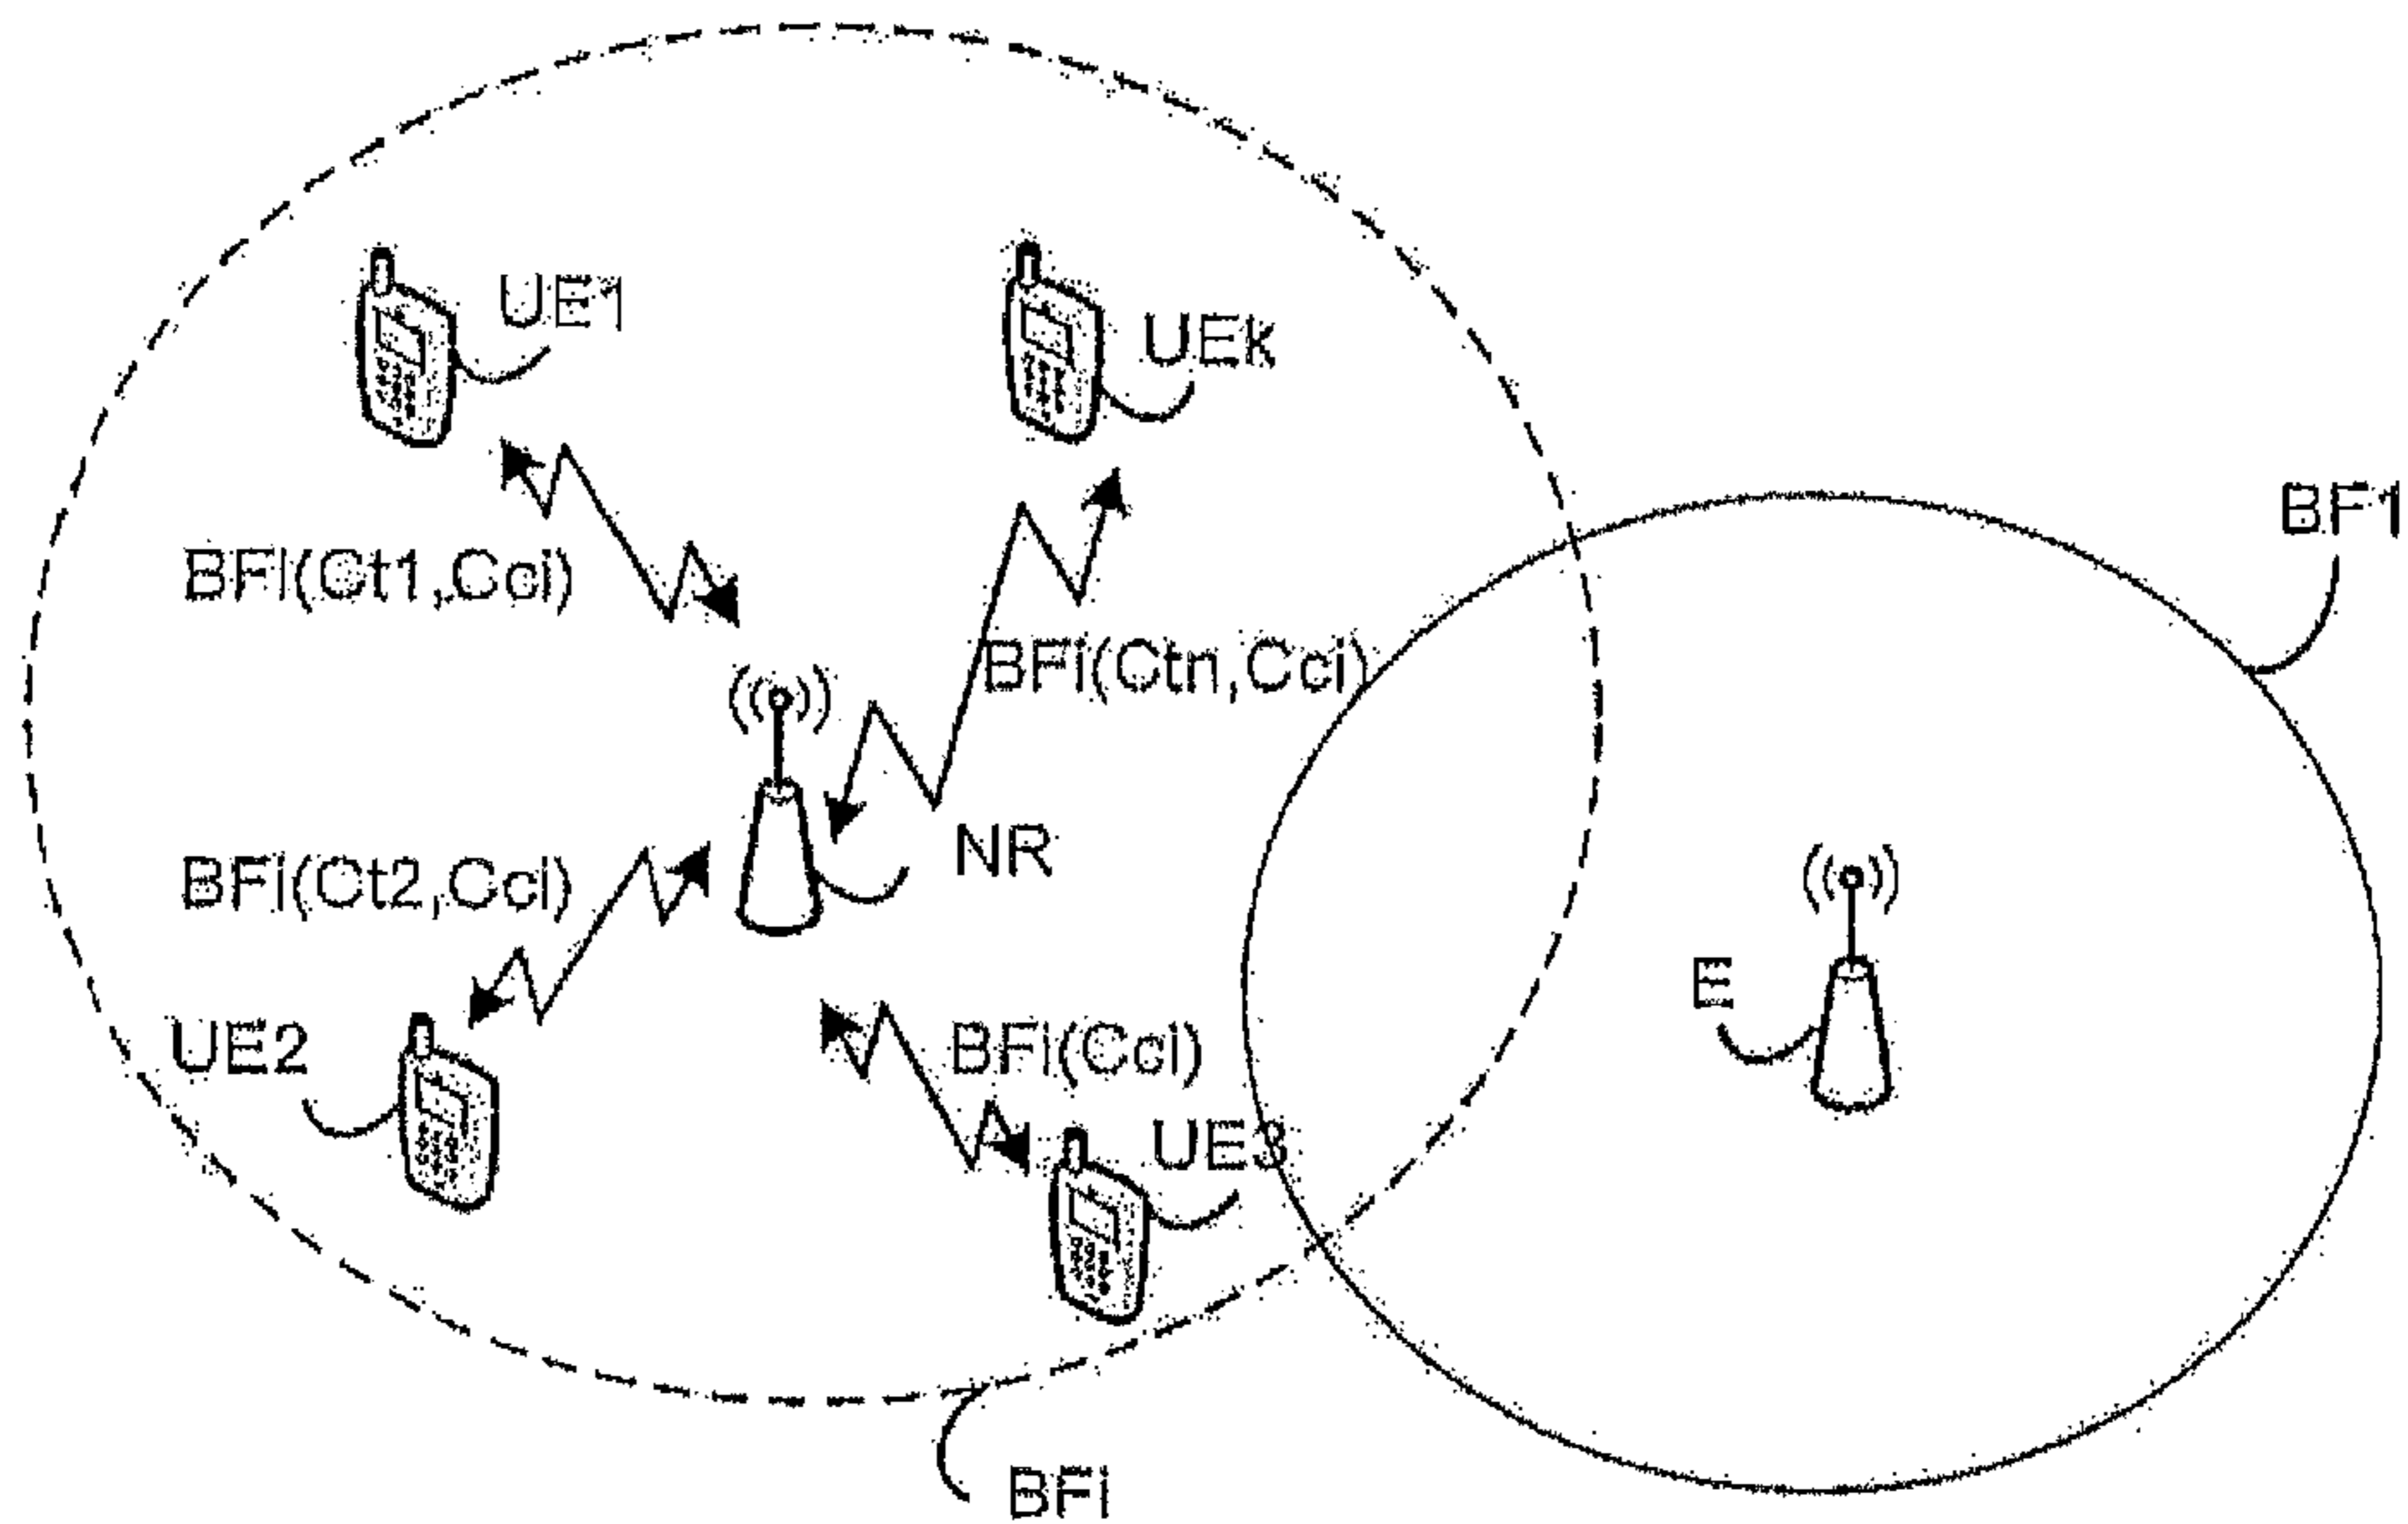 UE1
UEk
BF1
BFi(Ct1,Cci)
BFi(Ctn,Cci)
NR
BFi(Ct2,Cci)
E
UE2
BFi(Cci)
UE3
BFi